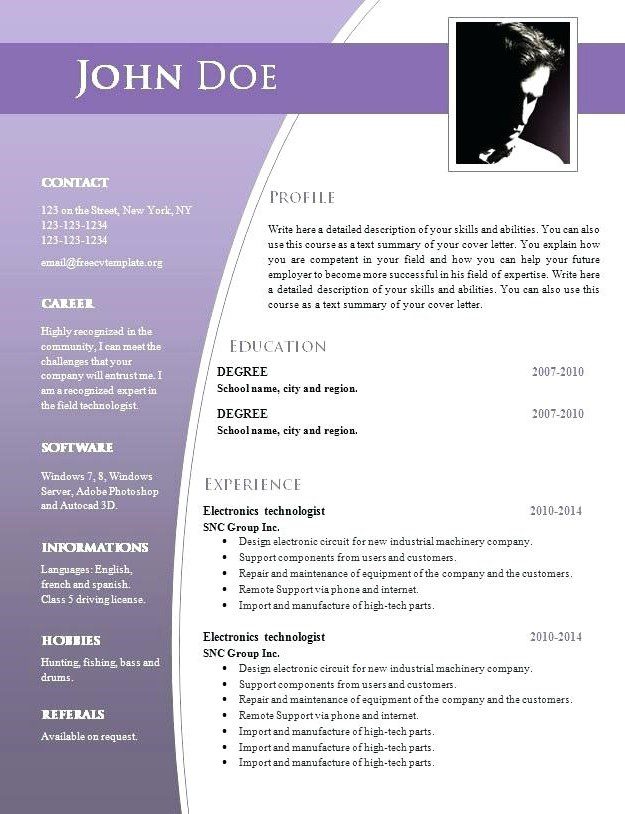 JOHN DOE
CONTACT
123 on the Street, New York, NY
123-123-1234
123-123-1234
email@freecvtemplate.org
CAREER
Highly recognized in the
community, I can meet the
challenges that your
company will entrust me. I
am a recognized expert in
the field technologist.
SOFTWARE
Windows 7, 8, Windows
Server, Adobe Photoshop
and Autocad 3D.
INFORMATIONS
Languages: English,
french and spanish.
Class 5 driving license.
HOBBIES
Hunting, fishing, bass and
drums.
REFERALS
Available on request.
PROFILE
Write here a detailed description of your skills and abilities. You can also
use this course as a text summary of your cover letter. You explain how
you are competent in your field and how you can help your future
employer to become more successful in his field of expertise. Write here
a detailed description of your skills and abilities. You can also use this
course as a text summary of your cover letter.
EDUCATION
DEGREE 2007-2010
School name, city and region.
DEGREE 2007-2010
School name, city and region.
EXPERIENCE
Electronics technologist 2010-2014
SNC Group Inc.
• Design electronic circuit for new industrial machinery company.
• Support components from users and customers.
• Repair and maintenance of equipment of the company and the customers.
• Remote Support via phone and internet.
• Import and manufacture of high-tech parts.
Electronics technologist 2010-2014
SNC Group Inc.
• Design electronic circuit for new industrial machinery company.
• Support components from users and customers.
• Repair and maintenance of equipment of the company and the customers.
• Remote Support via phone and internet.
• Import and manufacture of high-tech parts.
• Import and manufacture of high-tech parts.
• Import and manufacture of high-tech parts.